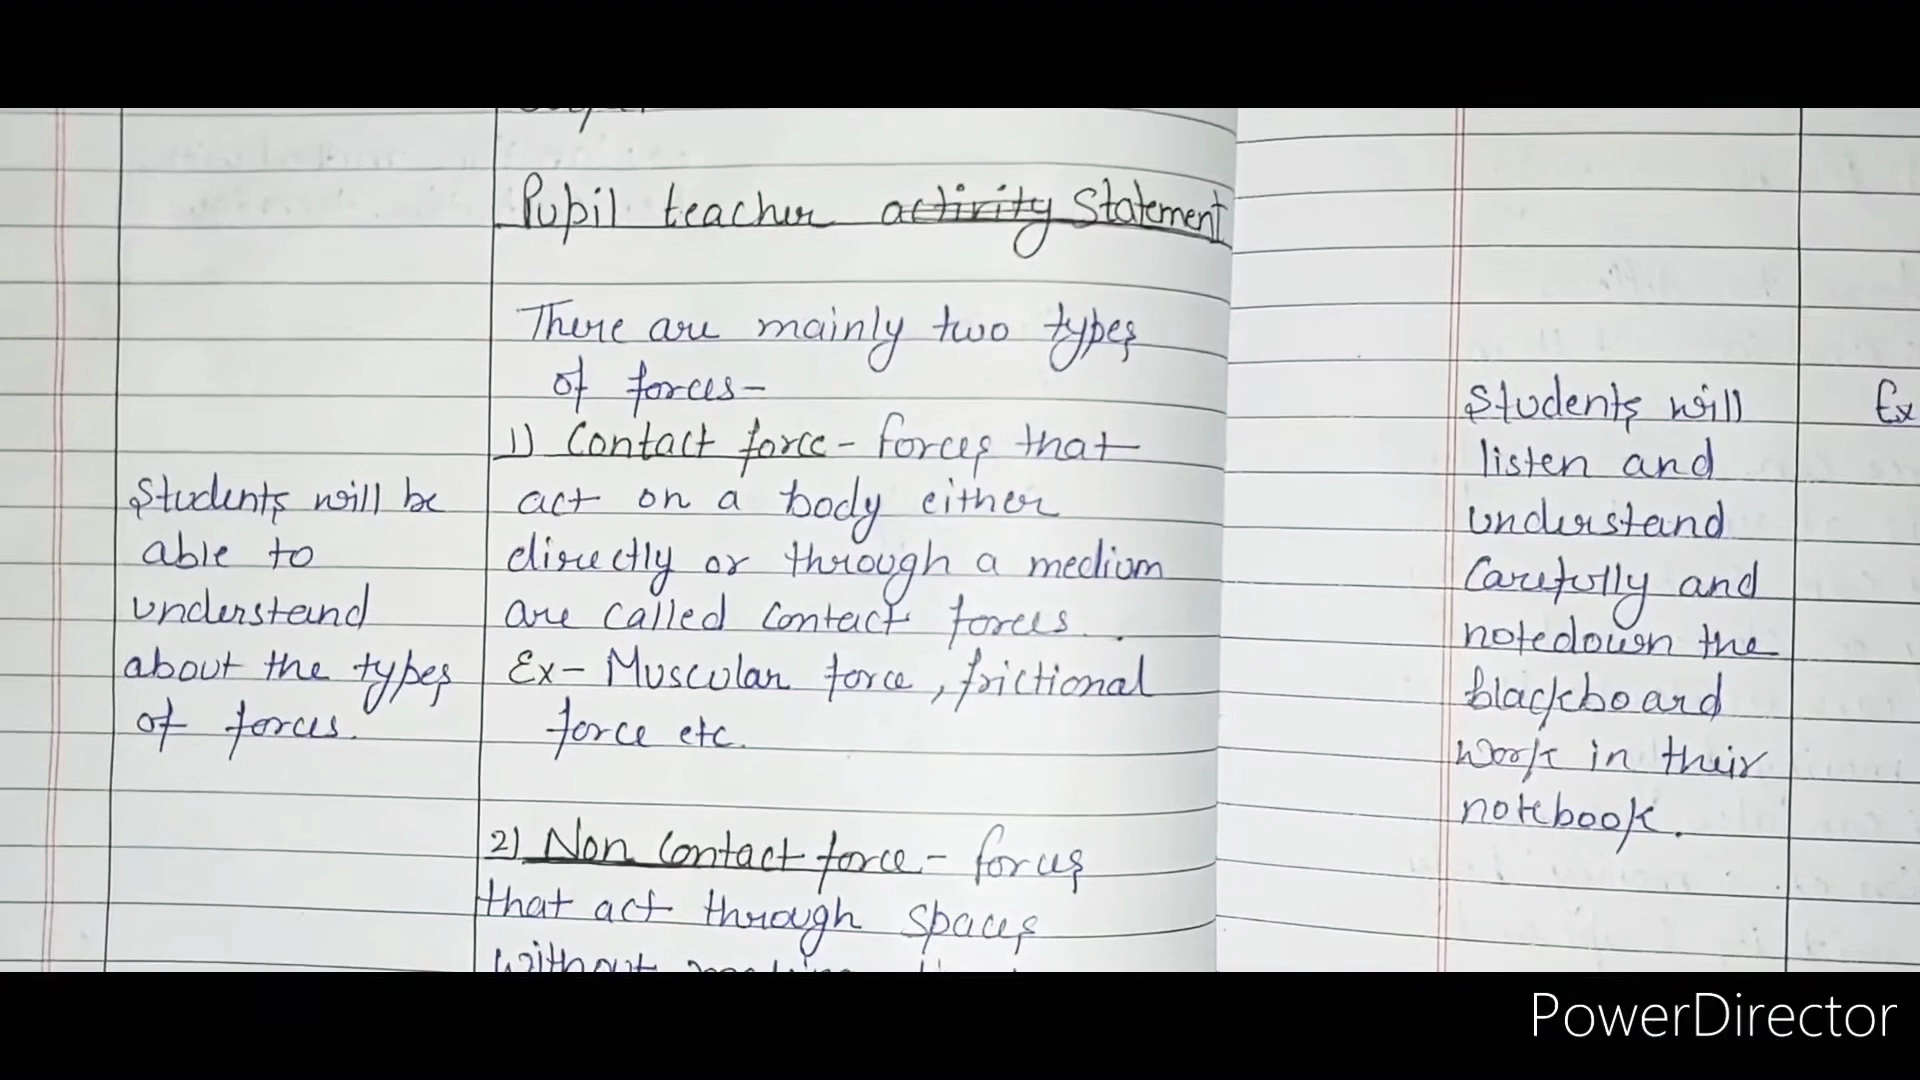 Pupil teacher activity Statement
There are mainly two types
of forces-
1) Contact force - forces that
act on a body either
directly or through a medium
are called contact forces.
Ex- Muscular force, frictional
force etc.
2) Non Contact force - forces
that act through spaces
without
Students will be
able to
understand
about the types
of forces.
Students will
listen and
understand
Carefully and
notedown the
blackboard
work in their
notebook.
Ex
PowerDirector